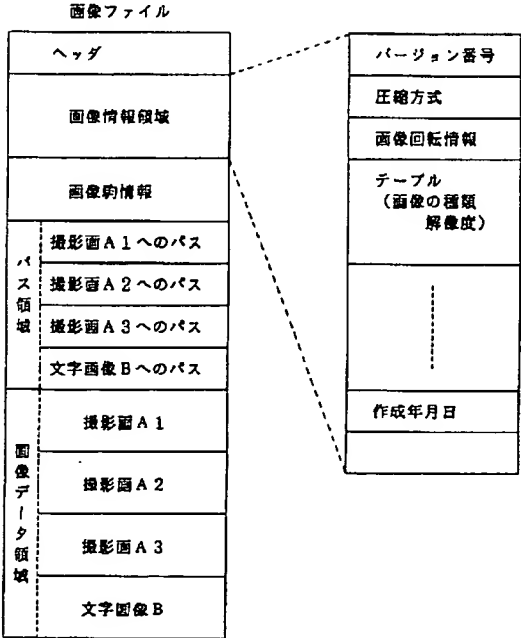 画像ファイル
ヘッダ
画像情報領域
画像駒情報
パス領域
撮影画A1へのパス
撮影画A2へのパス
撮影画A3へのパス
文字画像Bへのパス
画像データ領域
撮影画A1
撮影画A2
撮影画A3
文字画像B
バージョン番号
圧縮方式
画像回転情報
テーブル
(画像の種類
解像度)
作成年月日